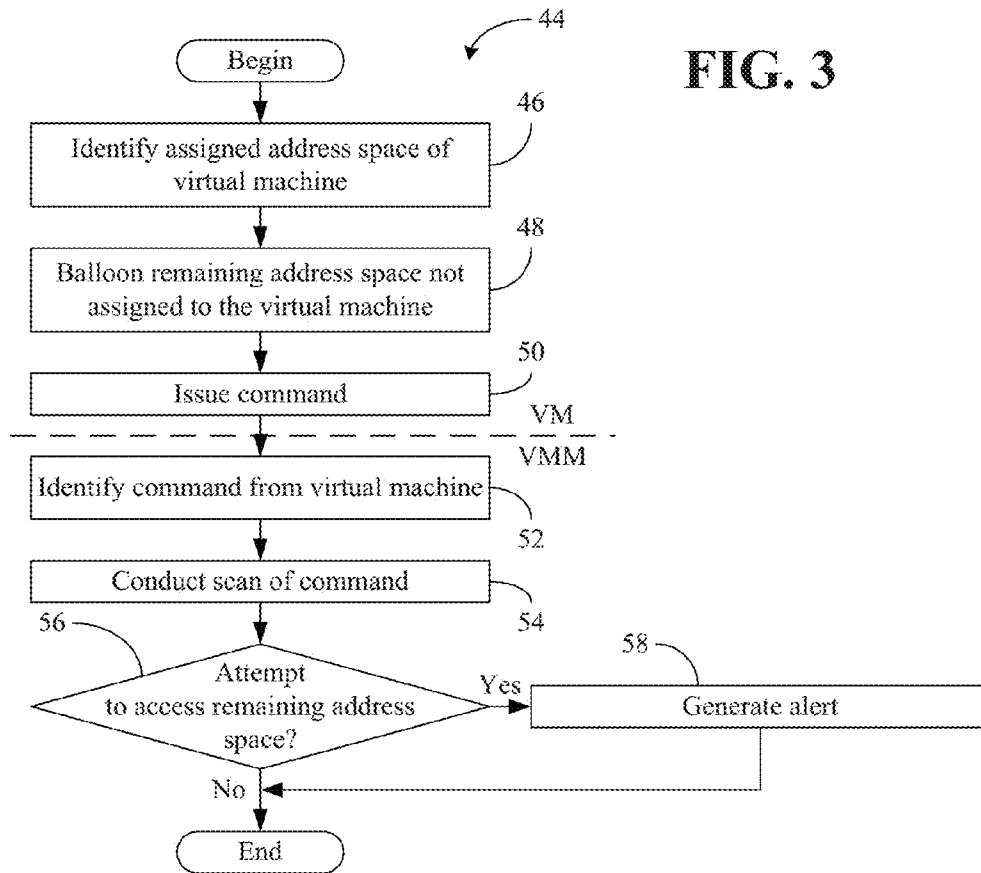 44
FIG. 3
Begin
46
Identify assigned address space of
virtual machine
48
Balloon remaining address space not
assigned to the virtual machine
50
Issue command
VM
VMM
Identify command from virtual machine
52
Conduct scan of command
54
56
Attempt
to access remaining address
space?
Yes
58
Generate alert
No
End